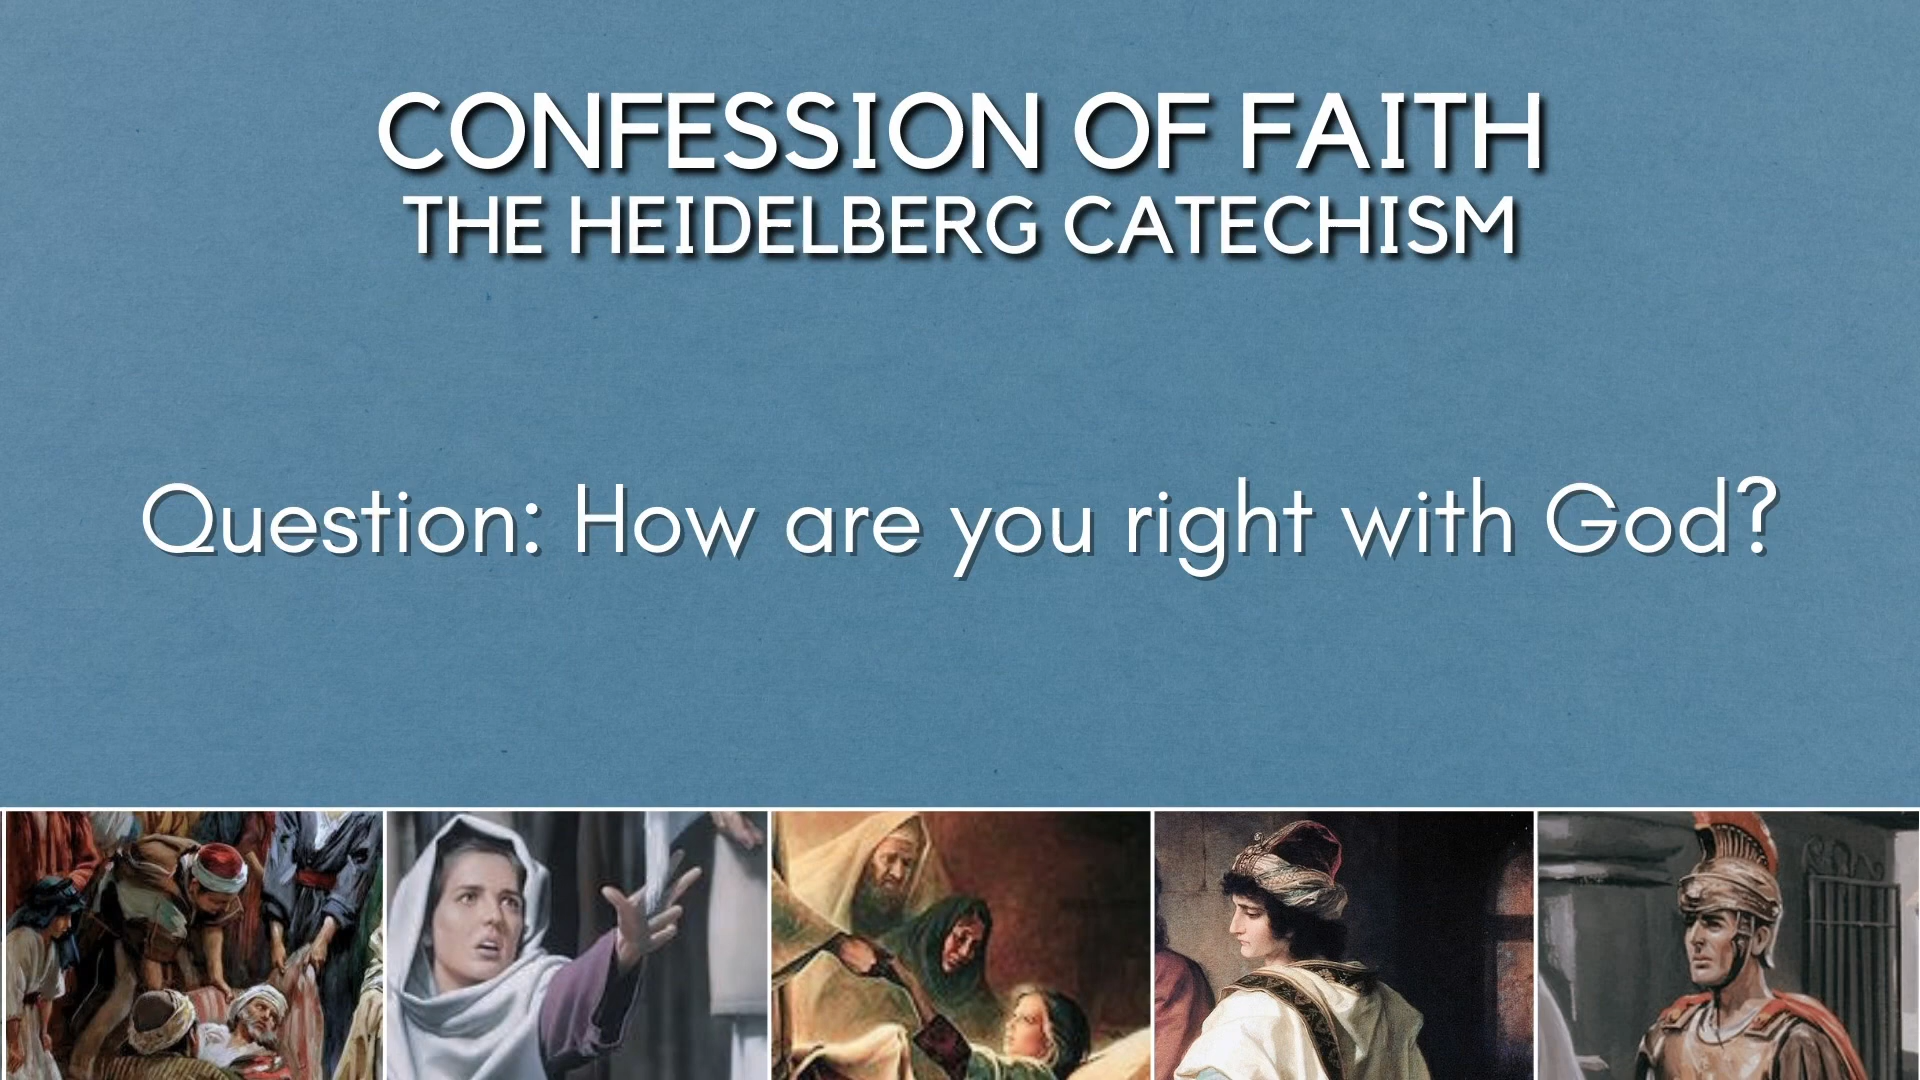 CONFESSION OF FAITH
THE HEIDELBERG CATECHISM
Question: How are you right with God?